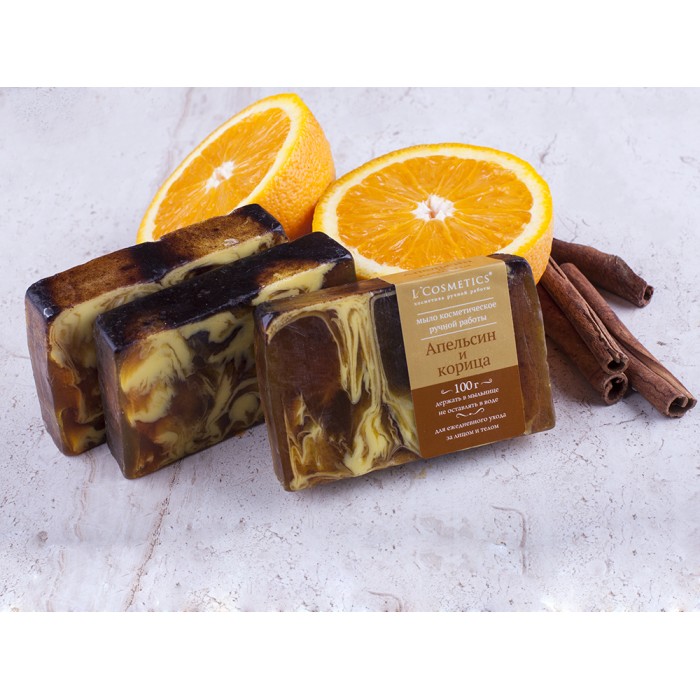 L'COSMETICS®
косметика ручной работы
мыло косметическое
ручной работы
Апельсин
и
корица
100 г
держать в мыльнице
не оставлять в воде
для ежедневного ухода
за лицом и телом